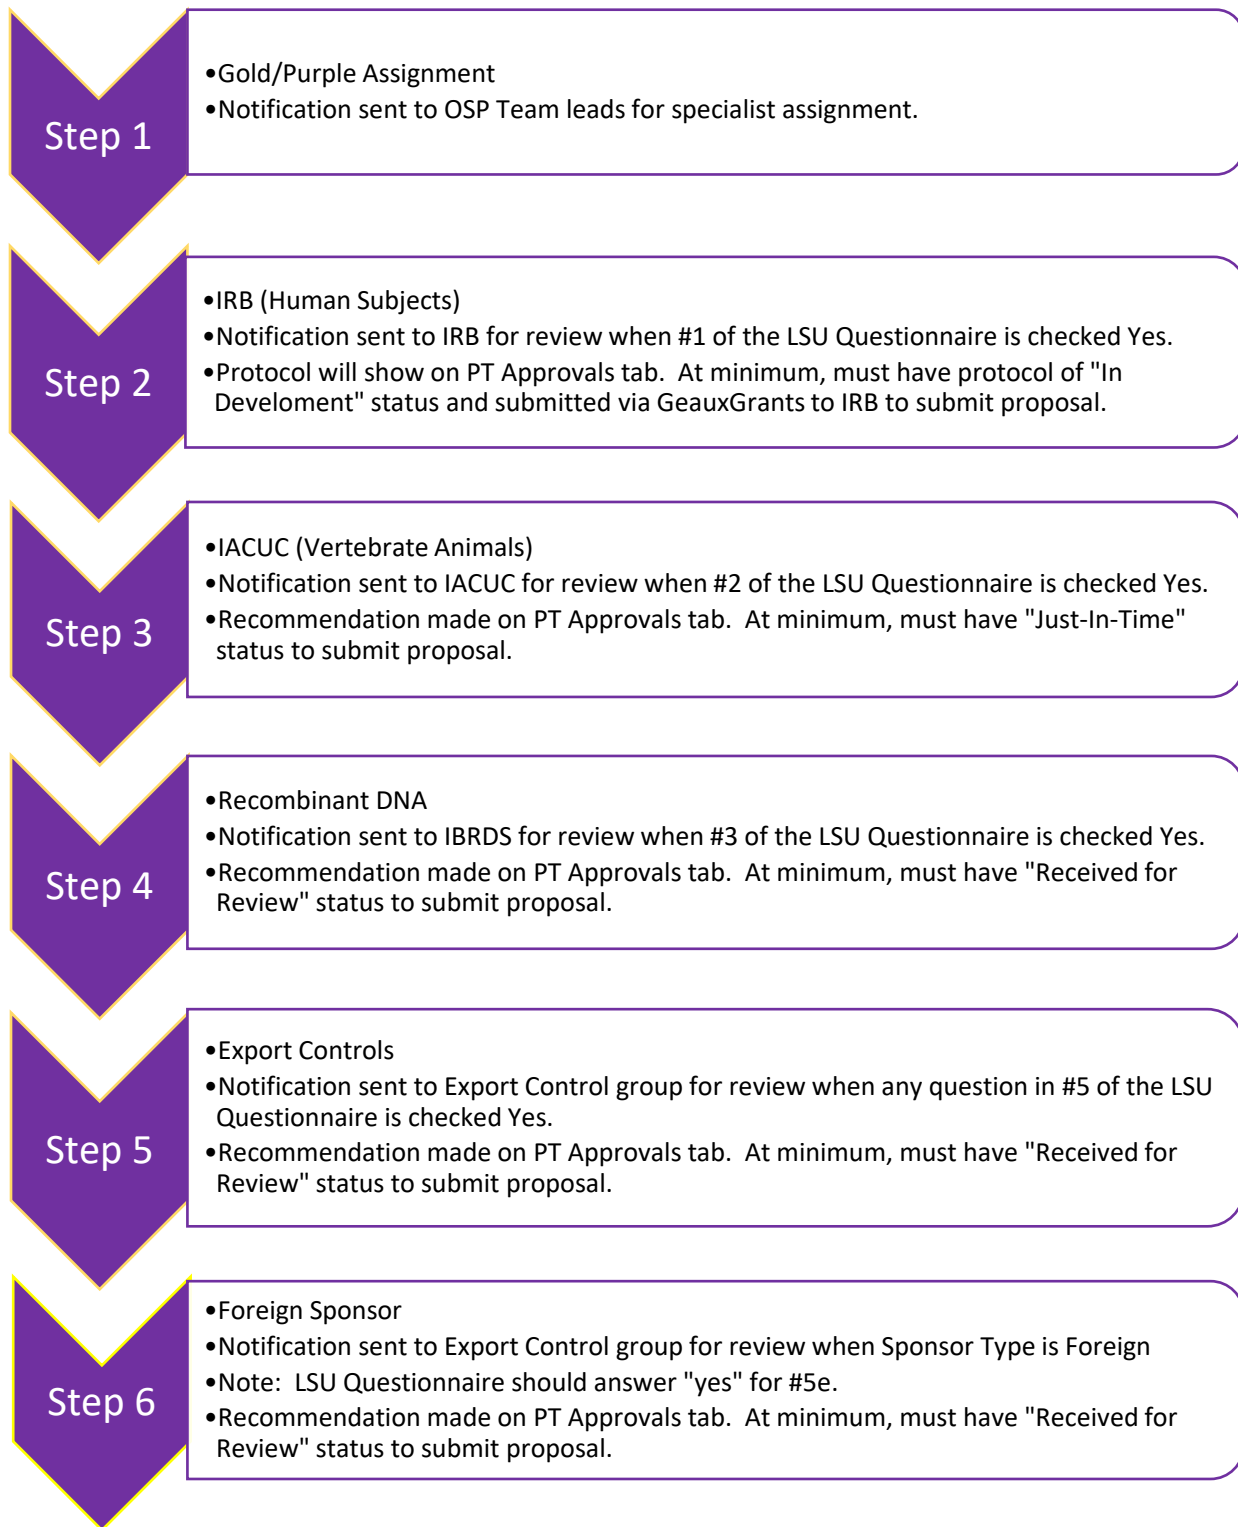 Step 1
•Gold/Purple Assignment
•Notification sent to OSP Team leads for specialist assignment.
Step 2
•IRB (Human Subjects)
•Notification sent to IRB for review when #1 of the LSU Questionnaire is checked Yes.
•Protocol will show on PT Approvals tab.  At minimum, must have protocol of "In
Develoment" status and submitted via GeauxGrants to IRB to submit proposal.
Step 3
•IACUC (Vertebrate Animals)
•Notification sent to IACUC for review when #2 of the LSU Questionnaire is checked Yes.
•Recommendation made on PT Approvals tab.  At minimum, must have "Just-In-Time"
status to submit proposal.
Step 4
•Recombinant DNA
•Notification sent to IBRDS for review when #3 of the LSU Questionnaire is checked Yes.
•Recommendation made on PT Approvals tab.  At minimum, must have "Received for
Review" status to submit proposal.
Step 5
•Export Controls
•Notification sent to Export Control group for review when any question in #5 of the LSU
Questionnaire is checked Yes.
•Recommendation made on PT Approvals tab.  At minimum, must have "Received for
Review" status to submit proposal.
Step 6
•Foreign Sponsor
•Notification sent to Export Control group for review when Sponsor Type is Foreign
•Note:  LSU Questionnaire should answer "yes" for #5e.
•Recommendation made on PT Approvals tab.  At minimum, must have "Received for
Review" status to submit proposal.